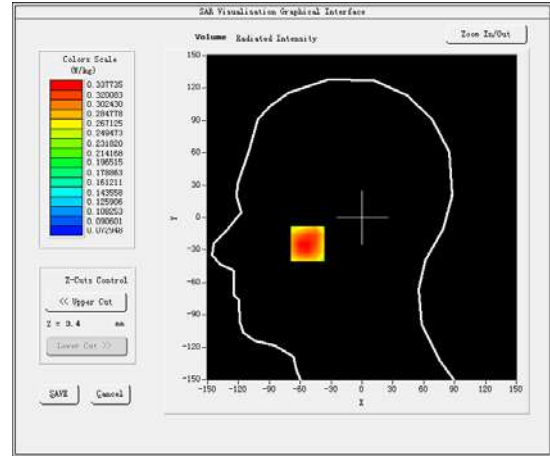 SAR Visualisation Graphical Interface
Volume Radiated Intensity
Zoom In/Out
Colors Scale
(W/kg)
0.337735
0.320083
0.302430
0.284778
0.267125
0.249473
0.231820
0.214168
0.196515
0.178863
0.161211
0.143558
0.125906
0.108253
0.090601
0.072948
Z-Cuts Control
<< Upper Cut
Z = 0.4 mm
Lower Cut >>
SAVE
Cancel
150
120
90
60
30
0
-30
-60
-90
-120
-150
Y
-150 -120 -90 -60 -30 0 30 60 90 120 150
X